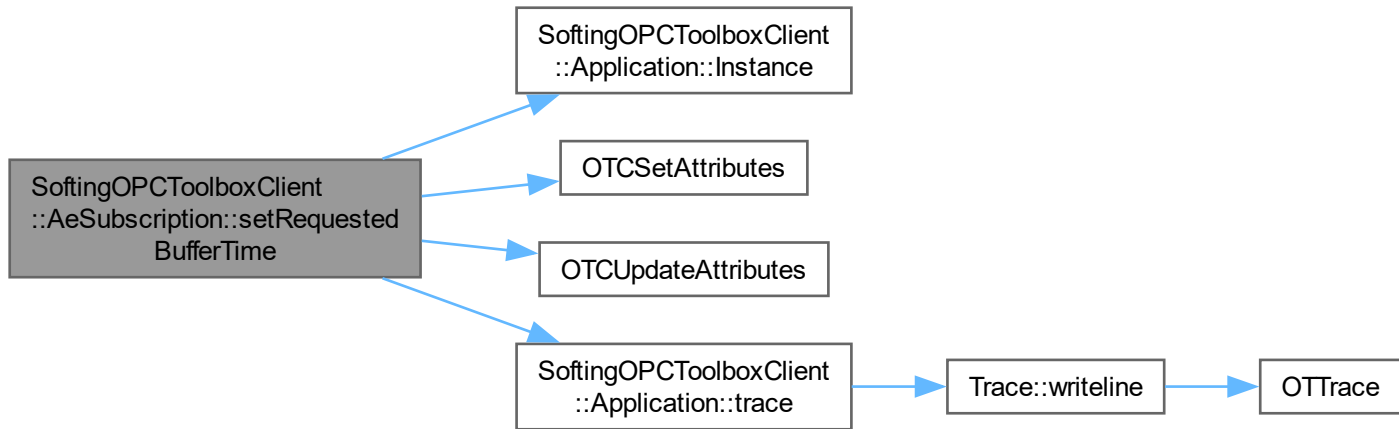 SoftingOPCToolboxClient
::Application::Instance
OTCSetAttributes
SoftingOPCToolboxClient
::AeSubscription::setRequested
BufferTime
OTCUpdateAttributes
SoftingOPCToolboxClient
::Application::trace
Trace::writeline
OTTrace